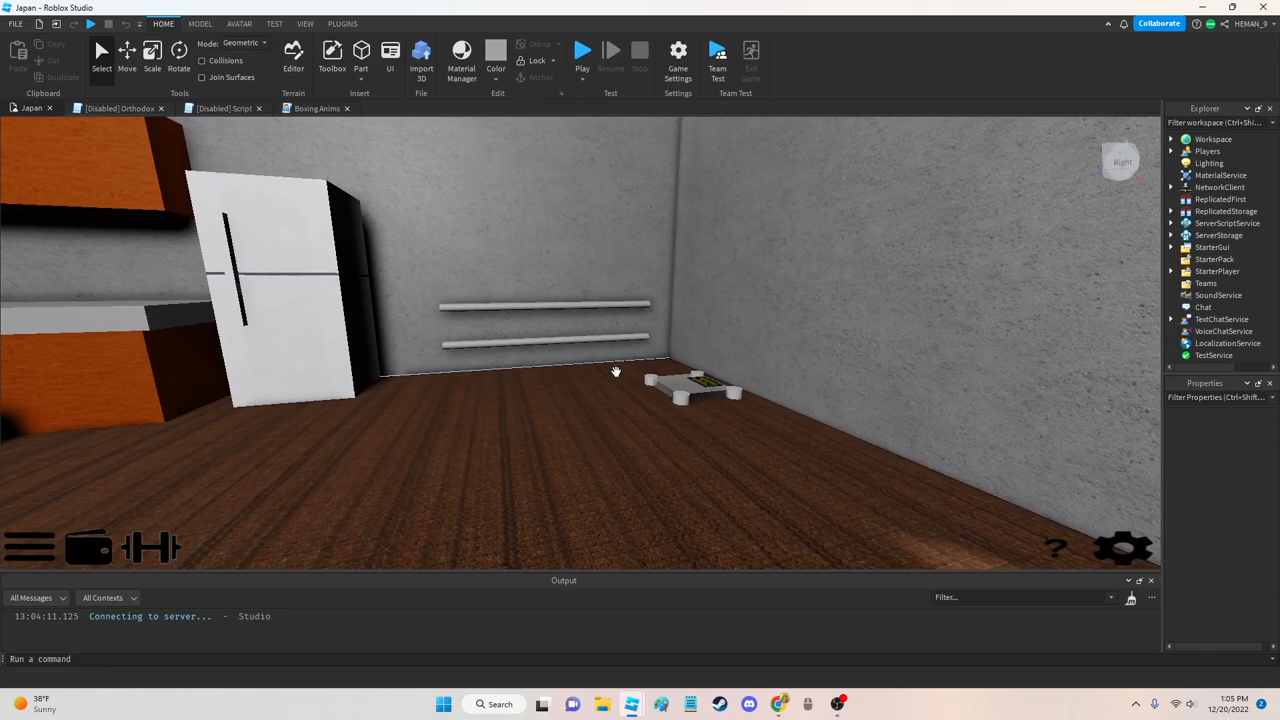 Japan - Roblox Studio
FILE HOME MODEL AVATAR TEST VIEW PLUGINS Collaborate HEMAN_9
Paste Copy Cut Duplicate Clipboard
Select Move Scale Rotate Mode: Geometric Collisions Join Surfaces Tools
Editor Terrain
Toolbox Part UI Insert
Import 3D File
Material Manager Color Group Lock Anchor Edit
Play Resume Stop Test
Game Settings Settings
Team Test Exit Game Team Test
Japan [Disabled] Orthodox [Disabled] Script Boxing Anims
Right
Explorer
Filter workspace (Ctrl+Shi...
Workspace
Players
Lighting
MaterialService
NetworkClient
ReplicatedFirst
ReplicatedStorage
ServerScriptService
ServerStorage
StarterGui
StarterPack
StarterPlayer
Teams
SoundService
Chat
TextChatService
VoiceChatService
LocalizationService
TestService
Properties
Filter Properties (Ctrl+Shift...
?
Output
All Messages All Contexts Filter...
13:04:11.125 Connecting to server... - Studio
Run a command
38°F
Sunny
Search
1:05 PM
12/20/2022
2